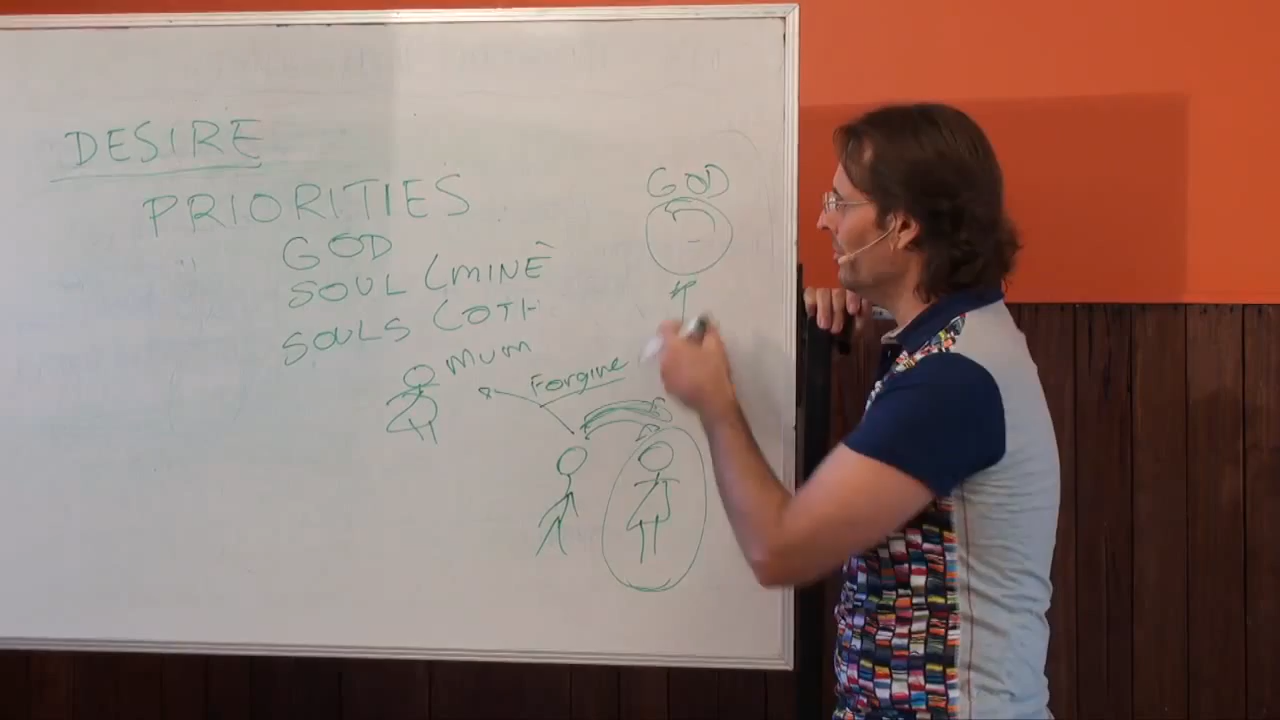 DESIRE
PRIORITIES
GOD
GOD
SOUL (MINE
SOULS (OTH
MUM
Forgive